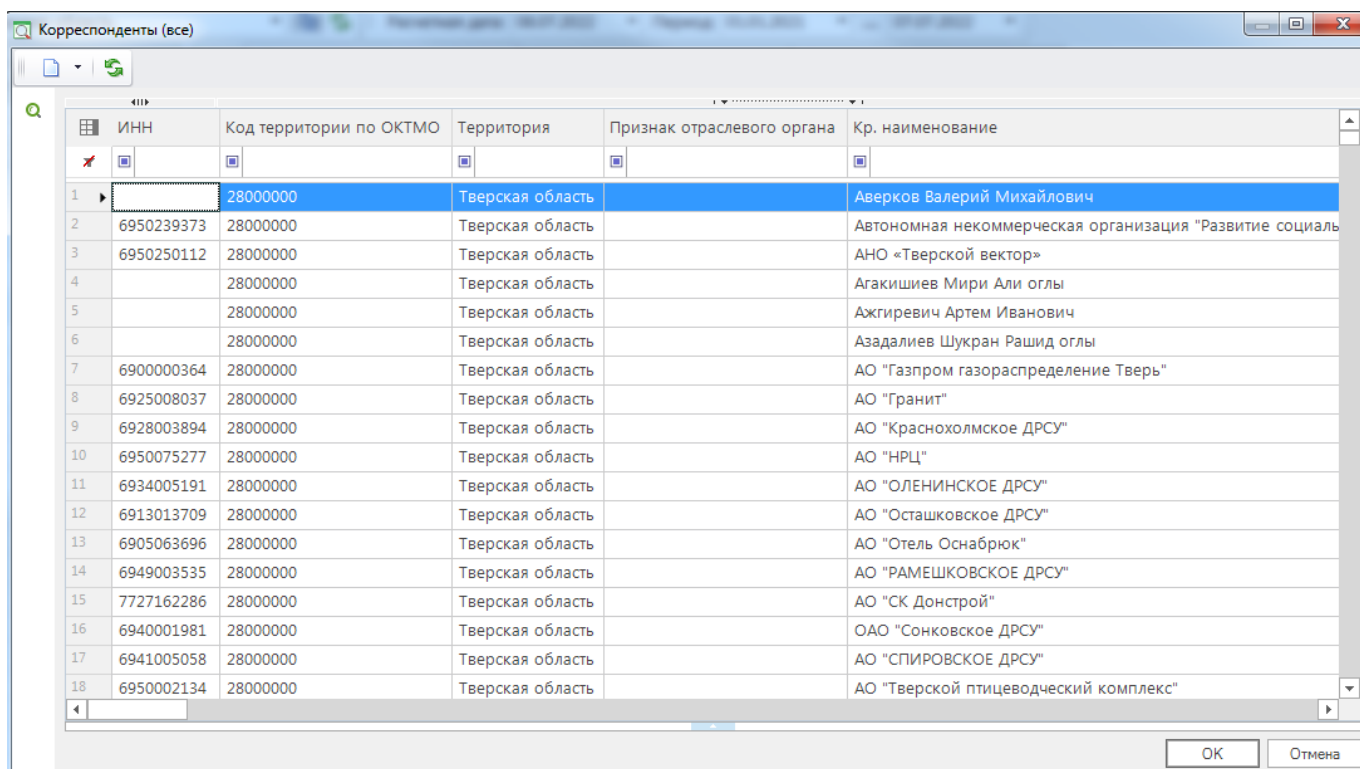 Корреспонденты (все)
ИНН Код территории по ОКТМО Территория Признак отраслевого органа Кр. наименование
1 28000000 Тверская область Аверков Валерий Михайлович
2 6950239373 28000000 Тверская область Автономная некоммерческая организация "Развитие социаль
3 6950250112 28000000 Тверская область АНО «Тверской вектор»
4 28000000 Тверская область Агакишиев Мири Али оглы
5 28000000 Тверская область Ажгиревич Артем Иванович
6 28000000 Тверская область Азадалиев Шукран Рашид оглы
7 6900000364 28000000 Тверская область АО "Газпром газораспределение Тверь"
8 6925008037 28000000 Тверская область АО "Гранит"
9 6928003894 28000000 Тверская область АО "Краснохолмское ДРСУ"
10 6950075277 28000000 Тверская область АО "НРЦ"
11 6934005191 28000000 Тверская область АО "ОЛЕНИНСКОЕ ДРСУ"
12 6913013709 28000000 Тверская область АО "Осташковское ДРСУ"
13 6905063696 28000000 Тверская область АО "Отель Оснабрюк"
14 6949003535 28000000 Тверская область АО "РАМЕШКОВСКОЕ ДРСУ"
15 7727162286 28000000 Тверская область АО "СК Донстрой"
16 6940001981 28000000 Тверская область ОАО "Сонковское ДРСУ"
17 6941005058 28000000 Тверская область АО "СПИРОВСКОЕ ДРСУ"
18 6950002134 28000000 Тверская область АО "Тверской птицеводческий комплекс"
OK Отмена